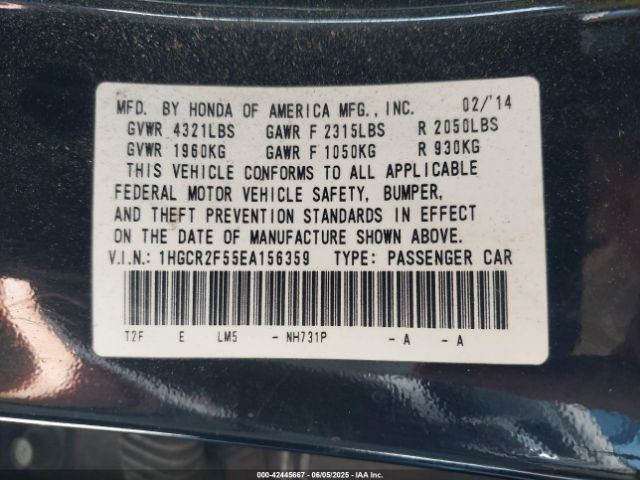 MFD. BY HONDA OF AMERICA MFG., INC. 02/'14
GVWR 4321LBS GAWR F 2315LBS R 2050LBS
GVWR 1960KG GAWR F 1050KG R 930KG
THIS VEHICLE CONFORMS TO ALL APPLICABLE
FEDERAL MOTOR VEHICLE SAFETY, BUMPER,
AND THEFT PREVENTION STANDARDS IN EFFECT
ON THE DATE OF MANUFACTURE SHOWN ABOVE.
V.I.N.: 1HGCR2F55EA156359 TYPE: PASSENGER CAR
T2F E LM5 - NH731P - A - A
000-42445667 - 06/05/2025 - IAA Inc.